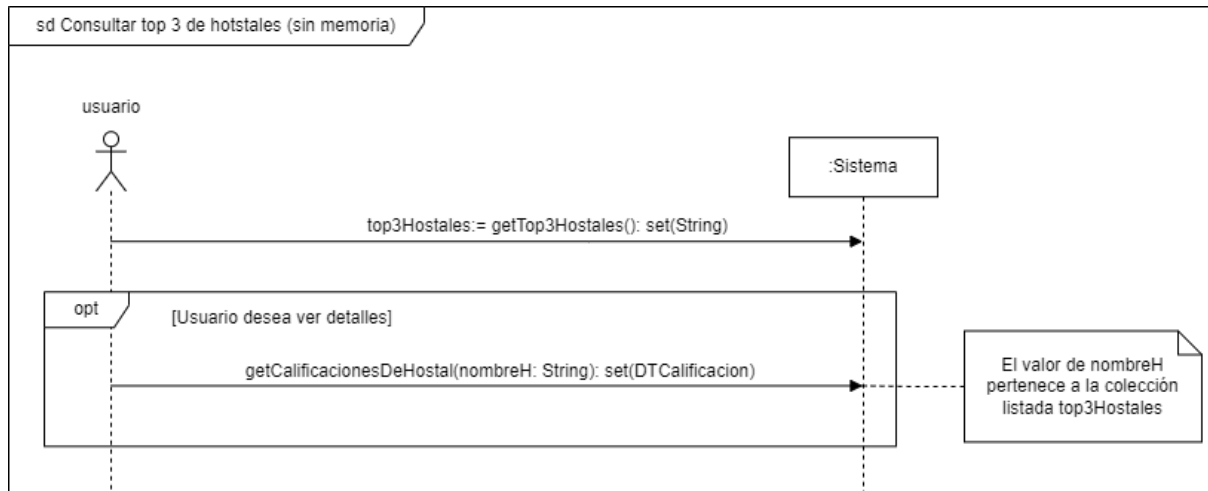 sd Consultar top 3 de hotstales (sin memoria)
usuario
:Sistema
top3Hostales:= getTop3Hostales(): set(String)
opt
[Usuario desea ver detalles]
getCalificacionesDeHostal(nombreH: String): set(DTCalificacion)
El valor de nombreH
pertenece a la colección
listada top3Hostales